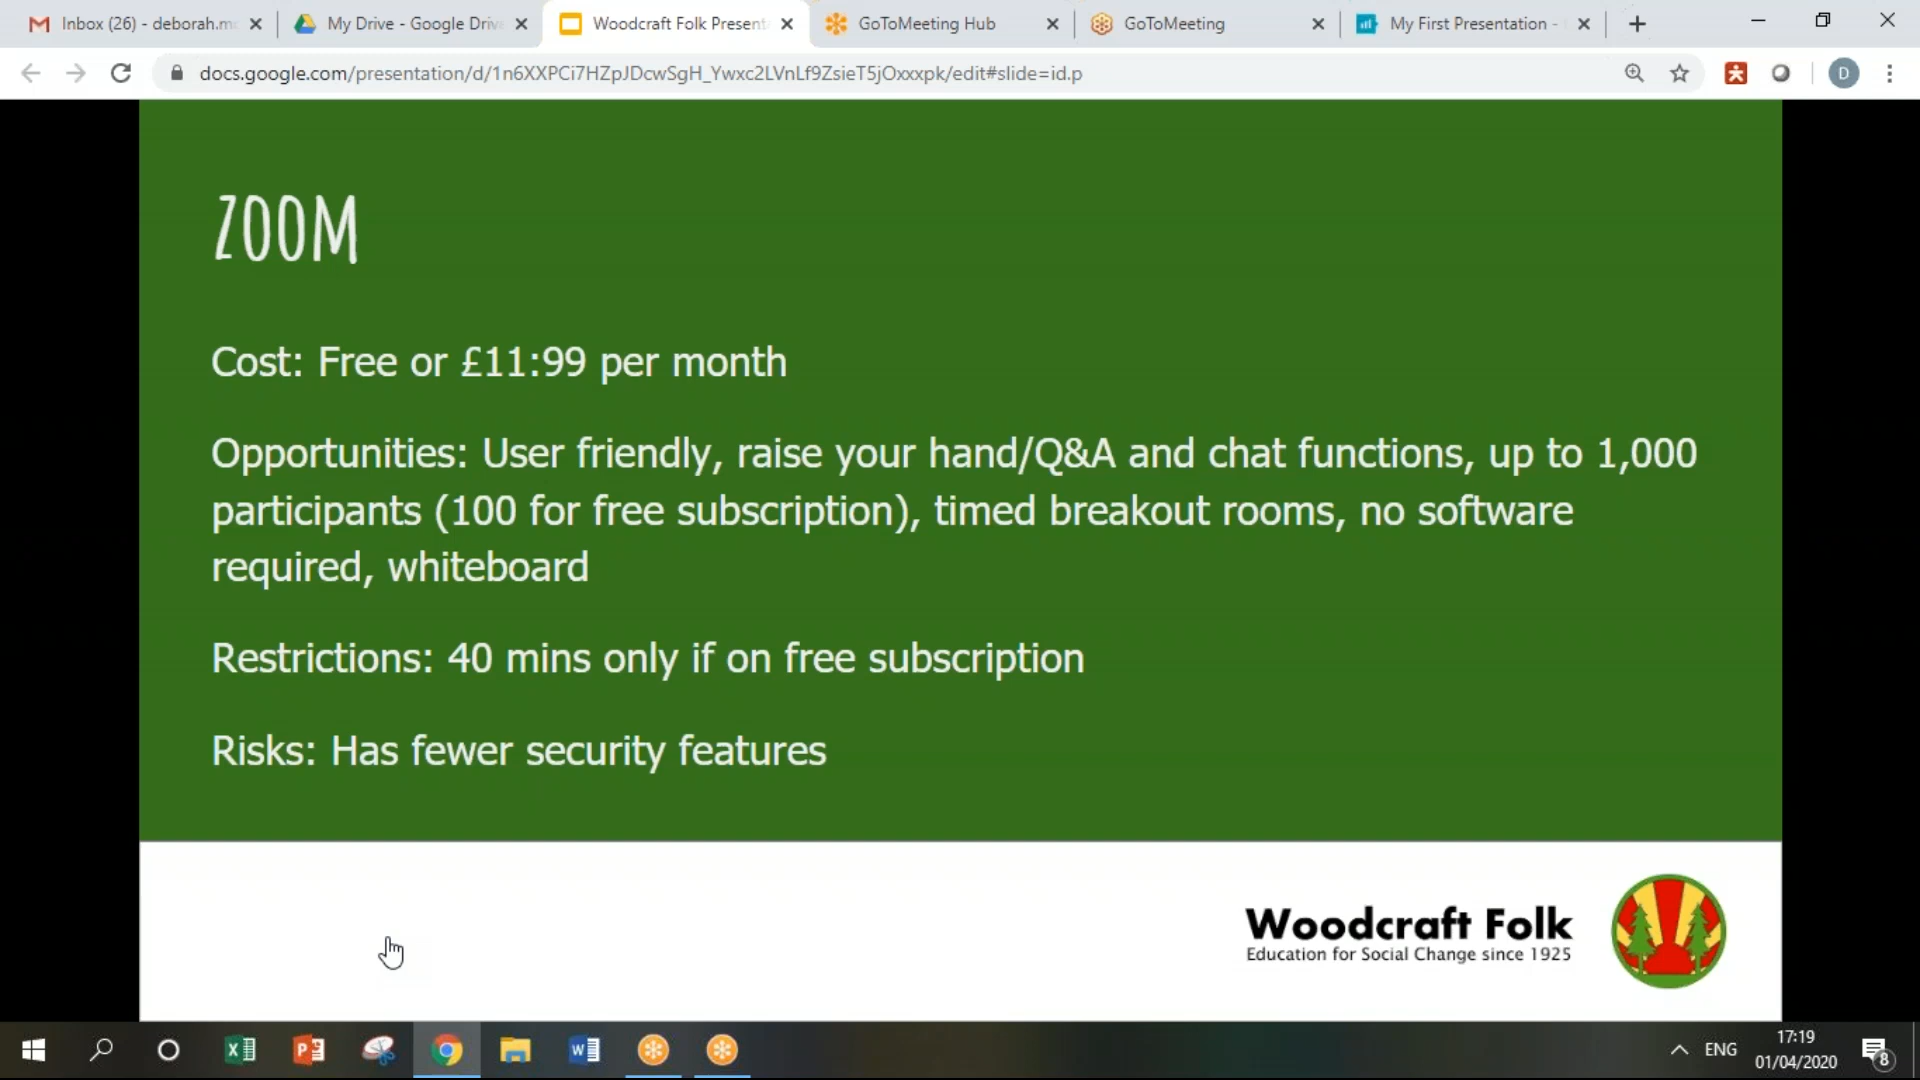 Inbox (26) - deborah.m
My Drive - Google Driv
Woodcraft Folk Present
GoToMeeting Hub
GoToMeeting
My First Presentation -
docs.google.com/presentation/d/1n6XXPCi7HZpJDcwSgH_Ywxc2LVnLf9ZsieT5jOxxxpk/edit#slide=id.p
D
ZOOM
Cost: Free or £11:99 per month
Opportunities: User friendly, raise your hand/Q&A and chat functions, up to 1,000
participants (100 for free subscription), timed breakout rooms, no software
required, whiteboard
Restrictions: 40 mins only if on free subscription
Risks: Has fewer security features
Woodcraft Folk
Education for Social Change since 1925
ENG
17:19
01/04/2020
8